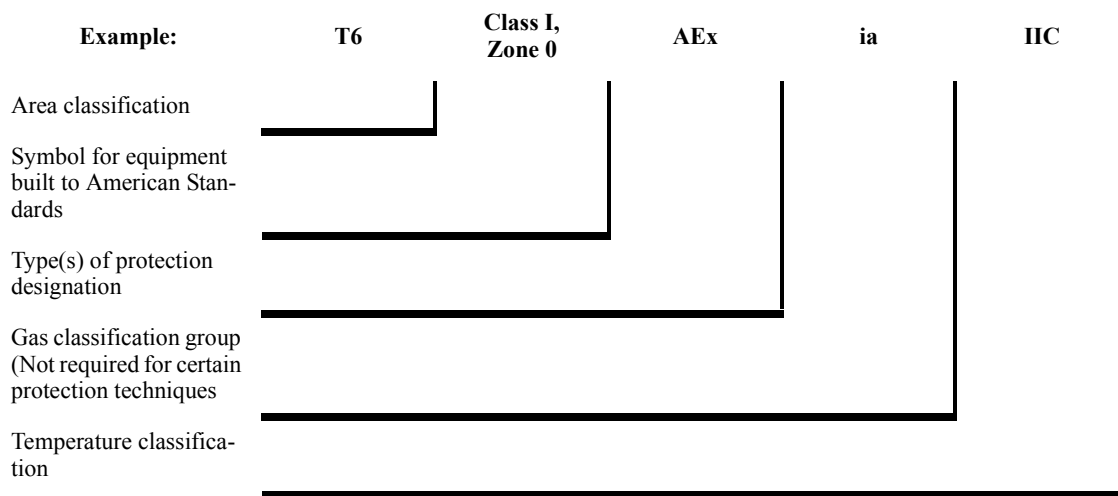 Example: T6 Class I, Zone 0 AEx ia IIC
Area classification
Symbol for equipment
built to American Stan-
dards
Type(s) of protection
designation
Gas classification group
(Not required for certain
protection techniques
Temperature classifica-
tion